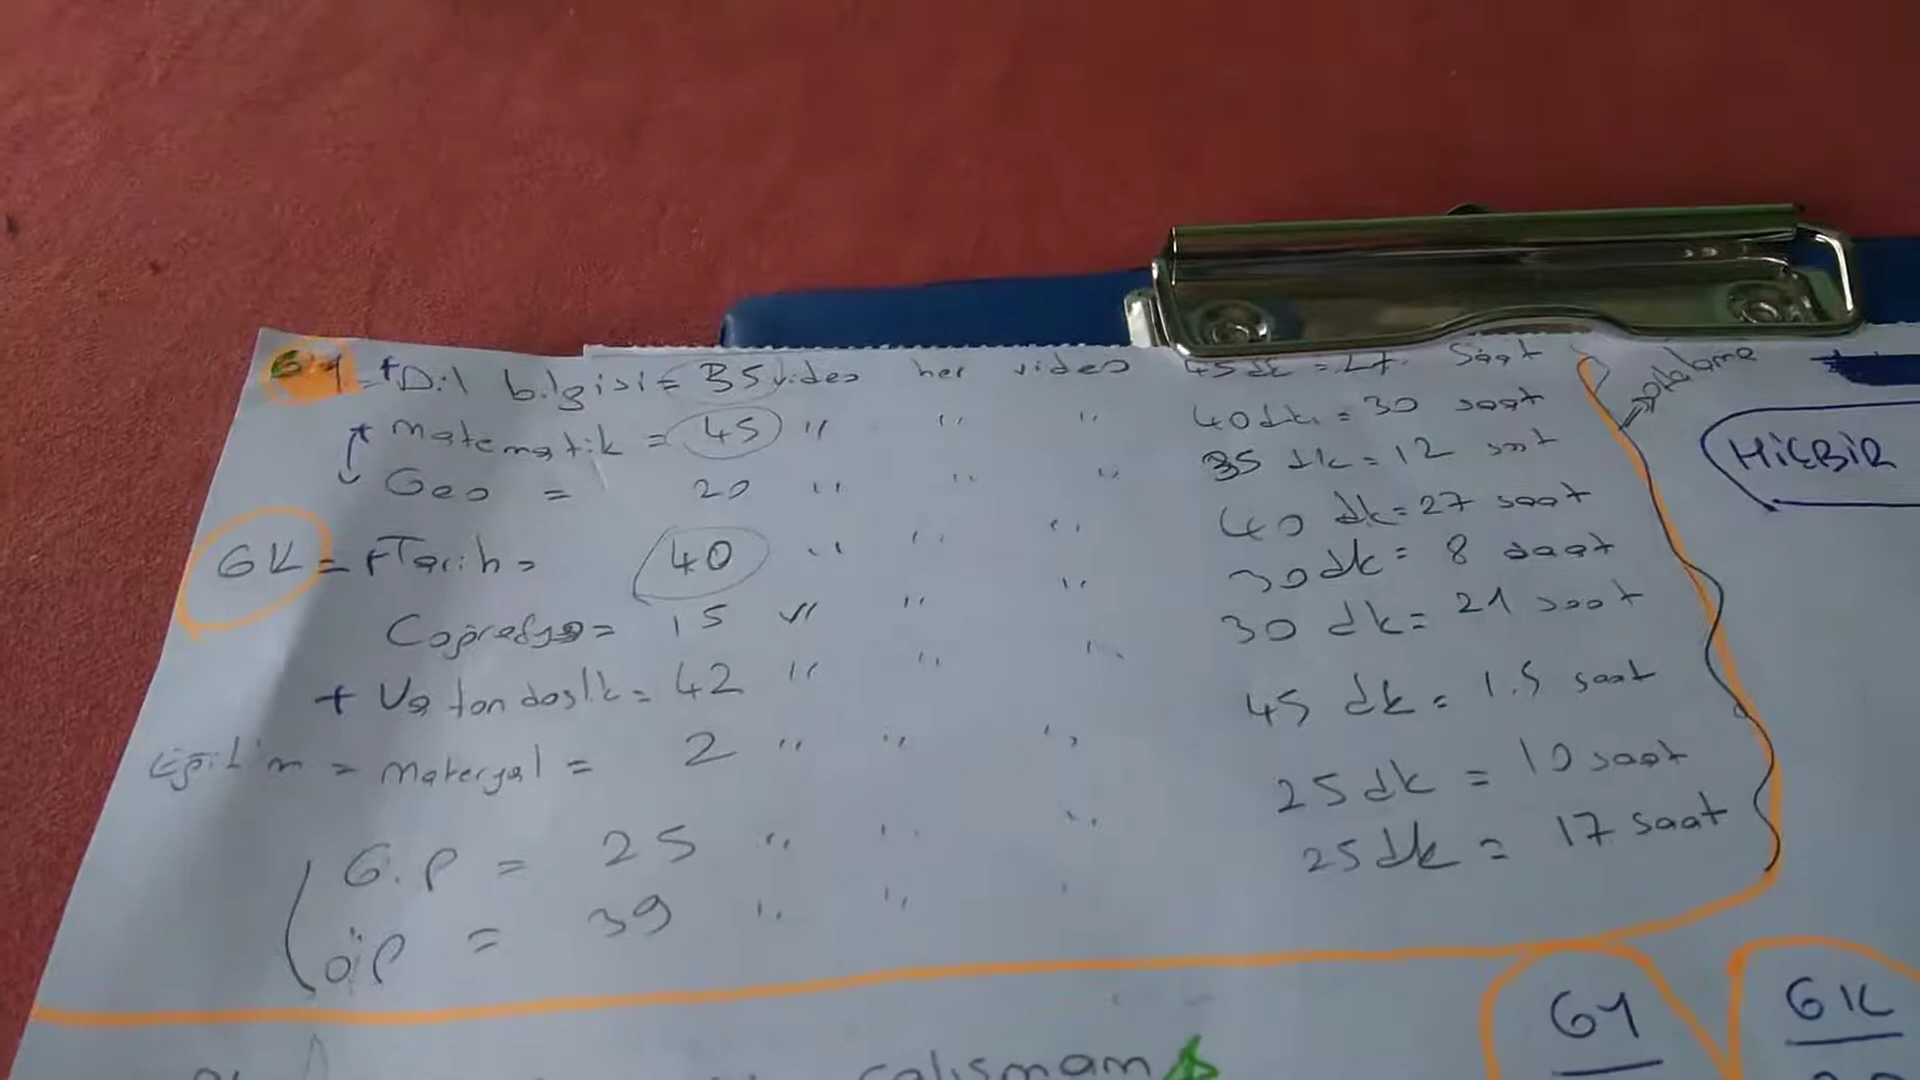 GY = + Dil bilgisi = 35 video her video 45 dk = 27 saat
Matematik = 45 " " " 40 dk = 30 saat
Geo = 20 " " " 35 dk = 12 saat
GK = + Tarih = 40 " " " 40 dk = 27 saat
Coğrafya = 15 " " " 30 dk = 8 saat
+ Vatandaşlık = 42 " " " 30 dk = 21 saat
Eğitim = Materyal = 2 " " " 45 dk = 1.5 saat
G.P = 25 " " " 25 dk = 10 saat
ÖP = 39 " " " 25 dk = 17 saat
ortalama
HİÇBİR
GY
GK
çalışmam